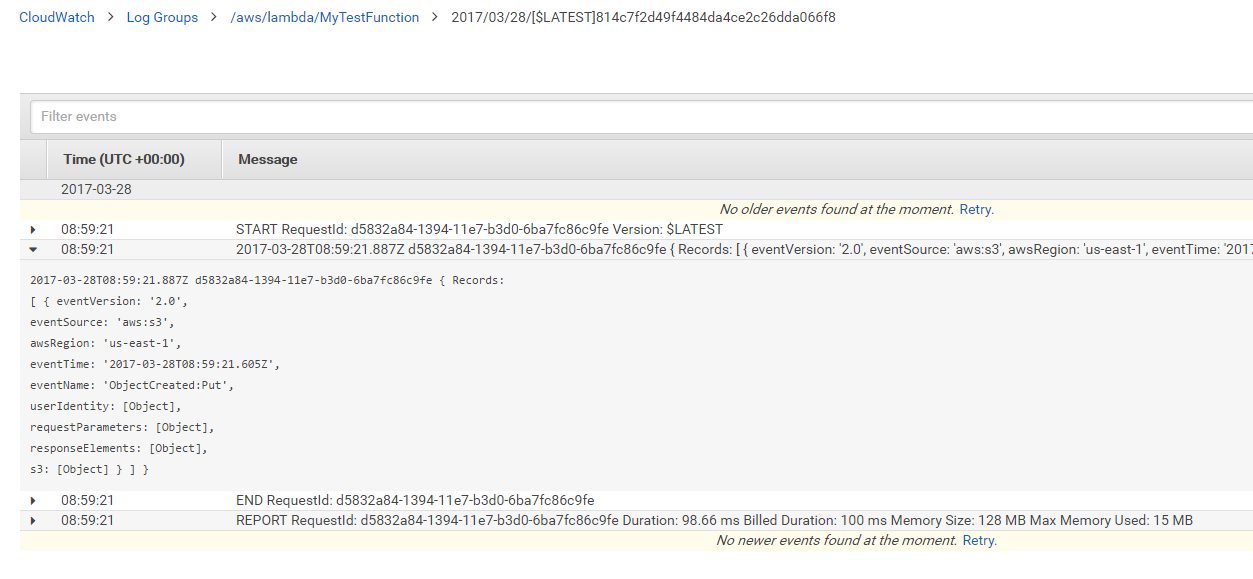 CloudWatch > Log Groups > /aws/lambda/MyTestFunction > 2017/03/28/[$LATEST]814c7f2d49f4484da4ce2c26dda066f8
Filter events
Time (UTC +00:00) Message
2017-03-28
No older events found at the moment. Retry.
08:59:21 START RequestId: d5832a84-1394-11e7-b3d0-6ba7fc86c9fe Version: $LATEST
08:59:21 2017-03-28T08:59:21.887Z d5832a84-1394-11e7-b3d0-6ba7fc86c9fe { Records: [ { eventVersion: '2.0', eventSource: 'aws:s3', awsRegion: 'us-east-1', eventTime: '2017
2017-03-28T08:59:21.887Z d5832a84-1394-11e7-b3d0-6ba7fc86c9fe { Records:
[ { eventVersion: '2.0',
eventSource: 'aws:s3',
awsRegion: 'us-east-1',
eventTime: '2017-03-28T08:59:21.605Z',
eventName: 'ObjectCreated:Put',
userIdentity: [Object],
requestParameters: [Object],
responseElements: [Object],
s3: [Object] } ] }
08:59:21 END RequestId: d5832a84-1394-11e7-b3d0-6ba7fc86c9fe
08:59:21 REPORT RequestId: d5832a84-1394-11e7-b3d0-6ba7fc86c9fe Duration: 98.66 ms Billed Duration: 100 ms Memory Size: 128 MB Max Memory Used: 15 MB
No newer events found at the moment. Retry.